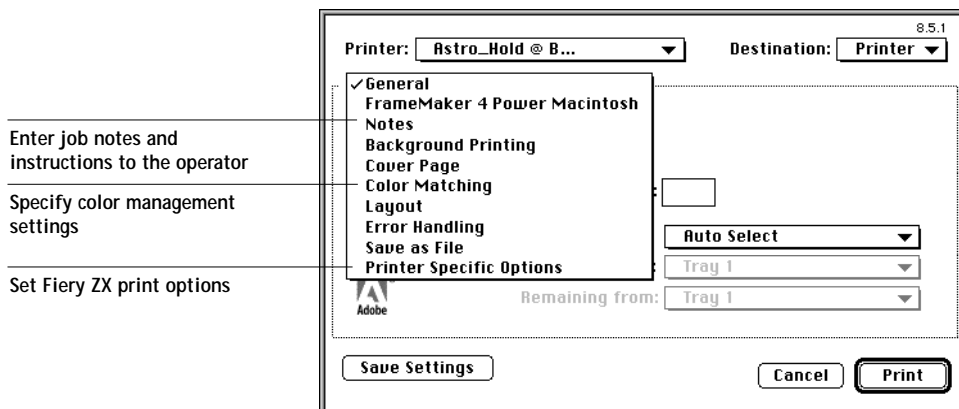 8.5.1
Printer: Astro_Hold @ B... Destination: Printer
✓General
FrameMaker 4 Power Macintosh
Notes
Background Printing
Cover Page
Color Matching
Layout
Error Handling
Save as File
Printer Specific Options
Enter job notes and
instructions to the operator
Specify color management
settings
Set Fiery ZX print options
:
Auto Select
: Tray 1
Remaining from: Tray 1
Adobe
Save Settings
Cancel
Print